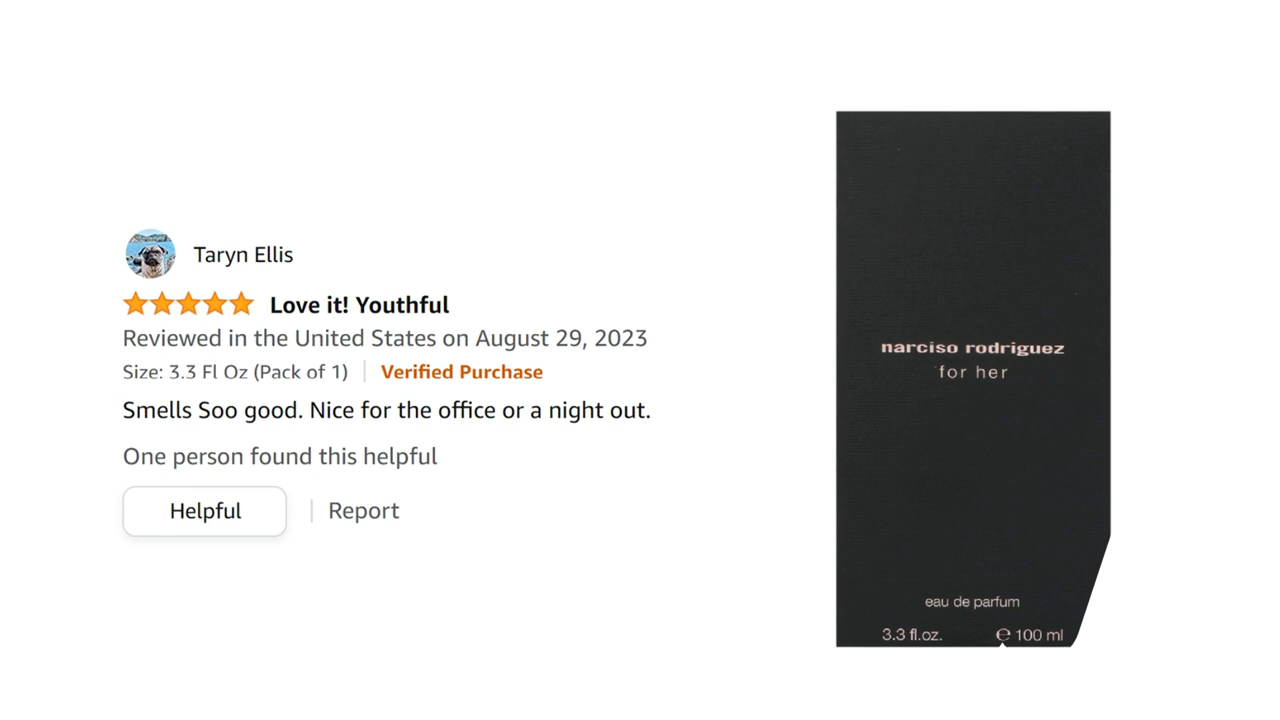 Taryn Ellis
Love it! Youthful
Reviewed in the United States on August 29, 2023
Size: 3.3 Fl Oz (Pack of 1) | Verified Purchase
Smells Soo good. Nice for the office or a night out.
One person found this helpful
Helpful | Report
narciso rodriguez
for her
eau de parfum
3.3 fl.oz. ℮ 100 ml